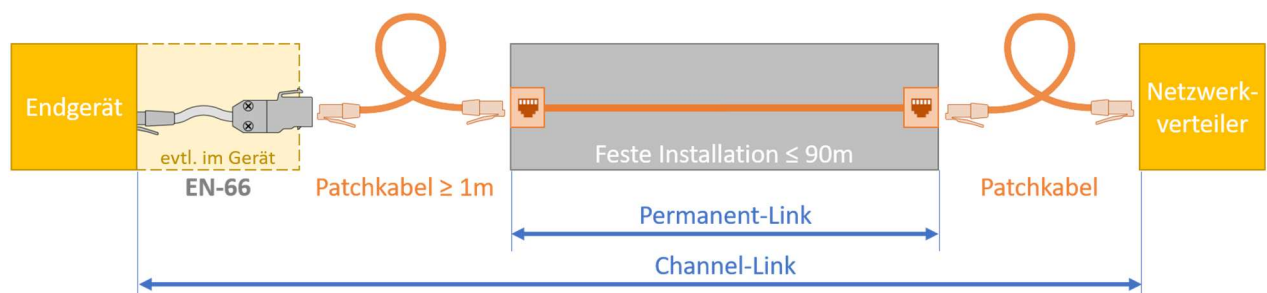 Endgerät
evtl. im Gerät
EN-66
Patchkabel ≥ 1m
Feste Installation ≤ 90m
Patchkabel
Netzwerk-
verteiler
Permanent-Link
Channel-Link